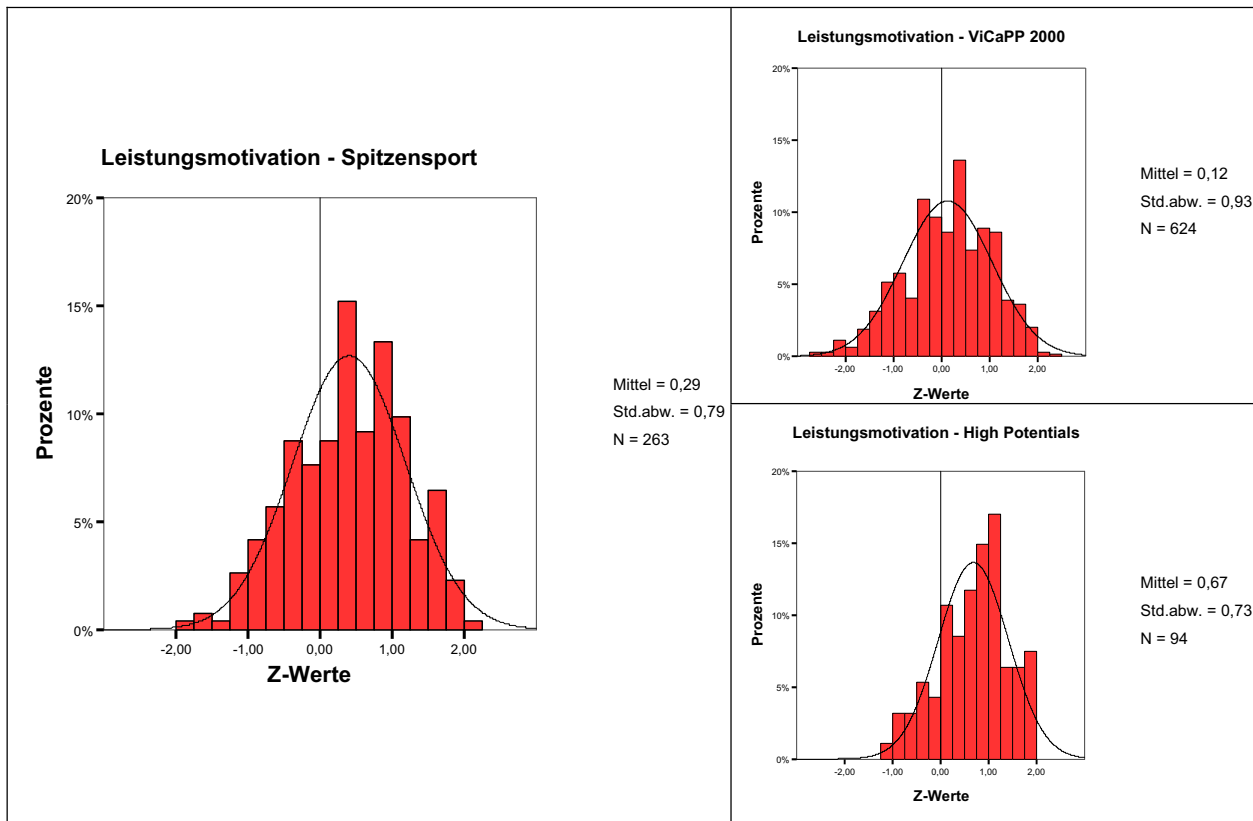 Leistungsmotivation - Spitzensport
20%
15%
10%
5%
0%
Prozente
-2,00 -1,00 0,00 1,00 2,00
Z-Werte
Mittel = 0,29
Std.abw. = 0,79
N = 263
Leistungsmotivation - ViCaPP 2000
20%
15%
10%
5%
0%
Prozente
-2,00 -1,00 0,00 1,00 2,00
Z-Werte
Mittel = 0,12
Std.abw. = 0,93
N = 624
Leistungsmotivation - High Potentials
20%
15%
10%
5%
0%
Prozente
-2,00 -1,00 0,00 1,00 2,00
Z-Werte
Mittel = 0,67
Std.abw. = 0,73
N = 94